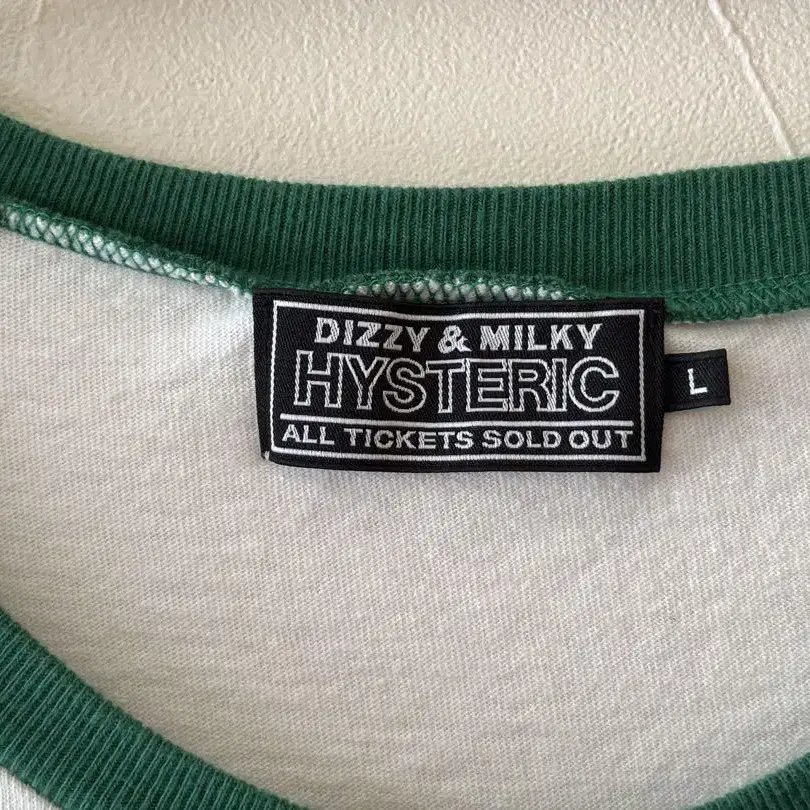 DIZZY & MILKY
HYSTERIC
ALL TICKETS SOLD OUT
L